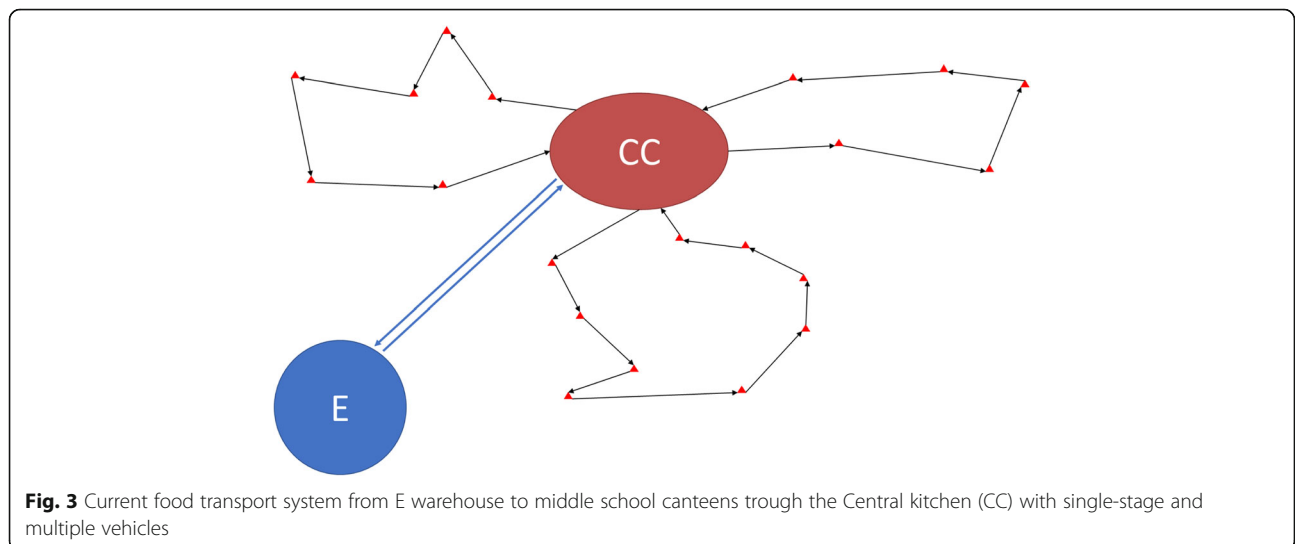 CC
E
Fig. 3 Current food transport system from E warehouse to middle school canteens trough the Central kitchen (CC) with single-stage and
multiple vehicles